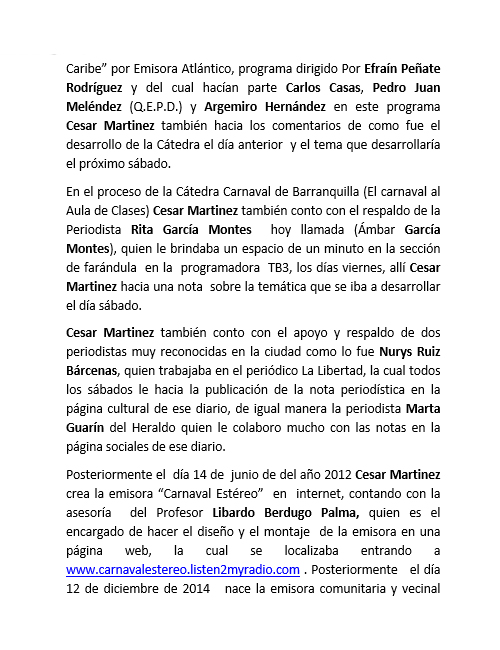 Caribe” por Emisora Atlántico, programa dirigido Por Efraín Peñate
Rodríguez y del cual hacían parte Carlos Casas, Pedro Juan
Meléndez (Q.E.P.D.) y Argemiro Hernández en este programa
Cesar Martinez también hacia los comentarios de como fue el
desarrollo de la Cátedra el día anterior y el tema que desarrollaría
el próximo sábado.
En el proceso de la Cátedra Carnaval de Barranquilla (El carnaval al
Aula de Clases) Cesar Martinez también conto con el respaldo de la
Periodista Rita García Montes hoy llamada (Ámbar García
Montes), quien le brindaba un espacio de un minuto en la sección
de farándula en la programadora TB3, los días viernes, allí Cesar
Martinez hacia una nota sobre la temática que se iba a desarrollar
el día sábado.
Cesar Martinez también conto con el apoyo y respaldo de dos
periodistas muy reconocidas en la ciudad como lo fue Nurys Ruiz
Bárcenas, quien trabajaba en el periódico La Libertad, la cual todos
los sábados le hacia la publicación de la nota periodística en la
página cultural de ese diario, de igual manera la periodista Marta
Guarín del Heraldo quien le colaboro mucho con las notas en la
página sociales de ese diario.
Posteriormente el día 14 de junio de del año 2012 Cesar Martinez
crea la emisora “Carnaval Estéreo” en internet, contando con la
asesoría del Profesor Libardo Berdugo Palma, quien es el
encargado de hacer el diseño y el montaje de la emisora en una
página web, la cual se localizaba entrando a
www.carnavalestereo.listen2myradio.com . Posteriormente el día
12 de diciembre de 2014 nace la emisora comunitaria y vecinal